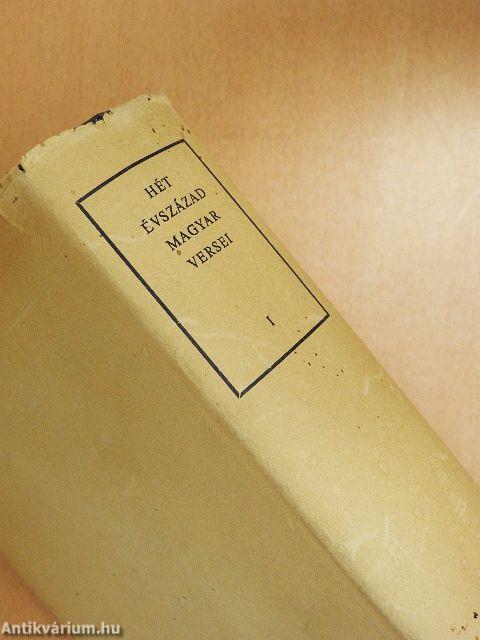 HÉT
ÉVSZÁZAD
MAGYAR
VERSEI
I
Antikvárium.hu